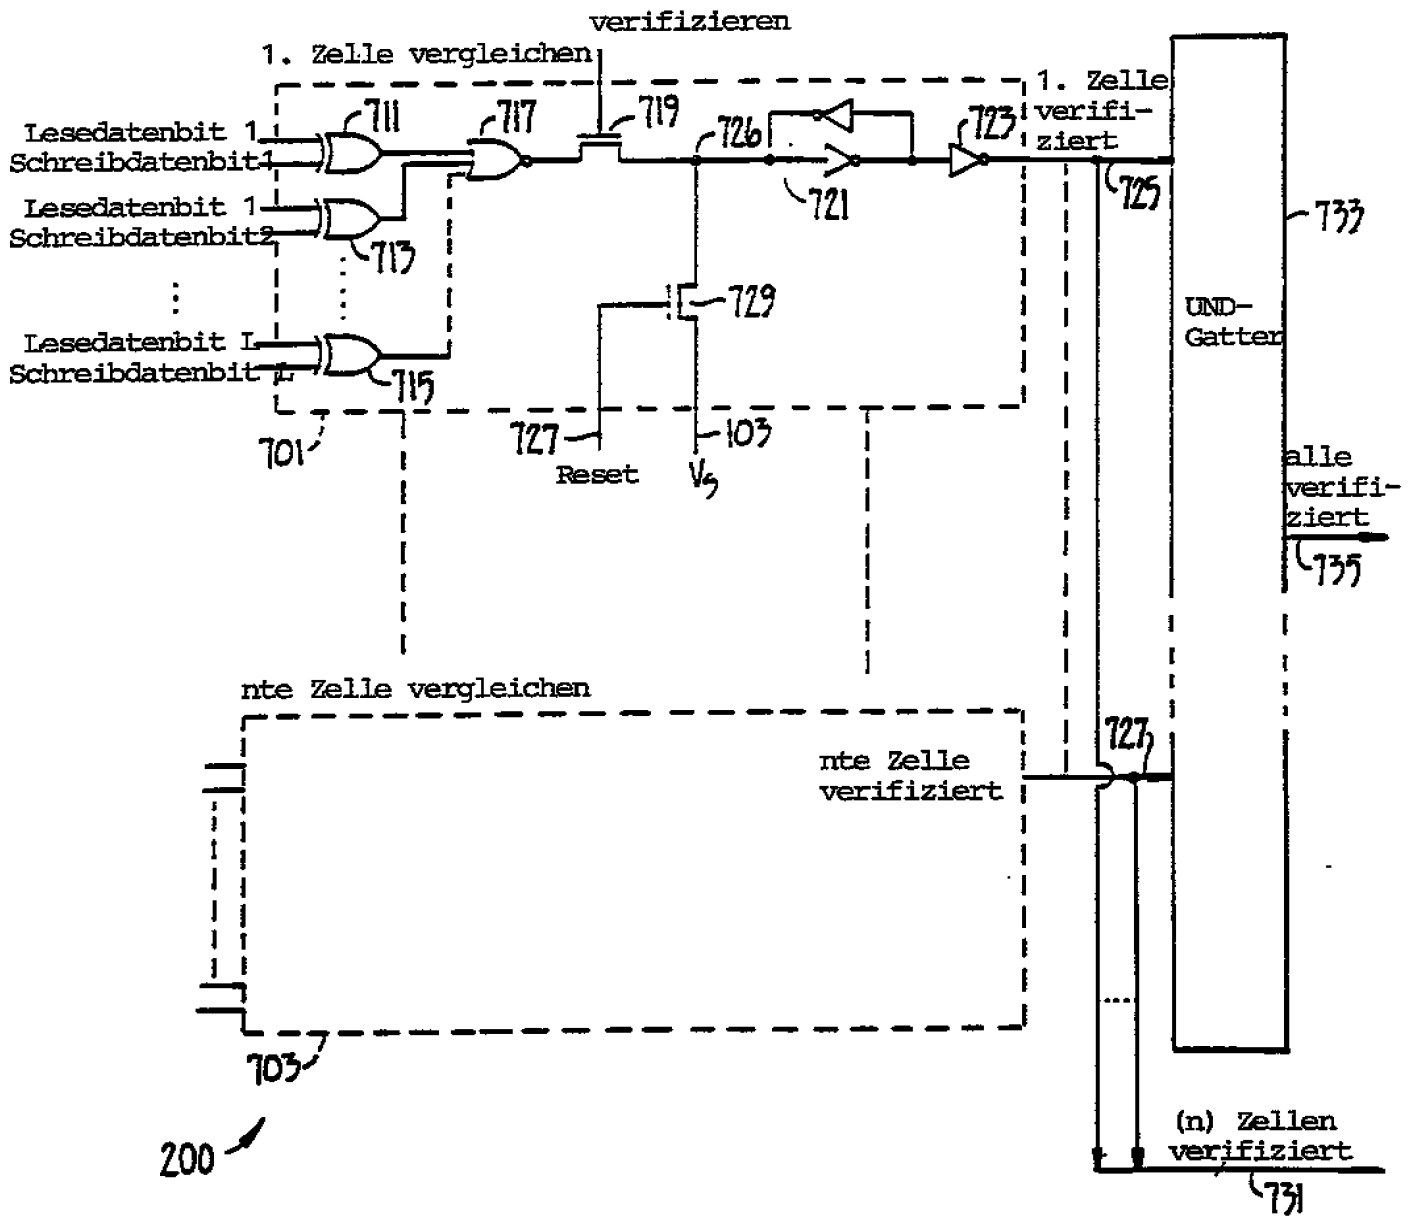 verifizieren
1. Zelle vergleichen
711
717
719
726
723
1. Zelle
verifi-
ziert
Lesedatenbit 1
Schreibdatenbit1
721
725
Lesedatenbit 1
Schreibdatenbit2
713
733
729
UND-
Gatter
Lesedatenbit L
Schreibdatenbit L
715
701
727
103
Reset
Vs
alle
verifi-
ziert
735
nte Zelle vergleichen
727
nte Zelle
verifiziert
703
200
(n) Zellen
verifiziert
731